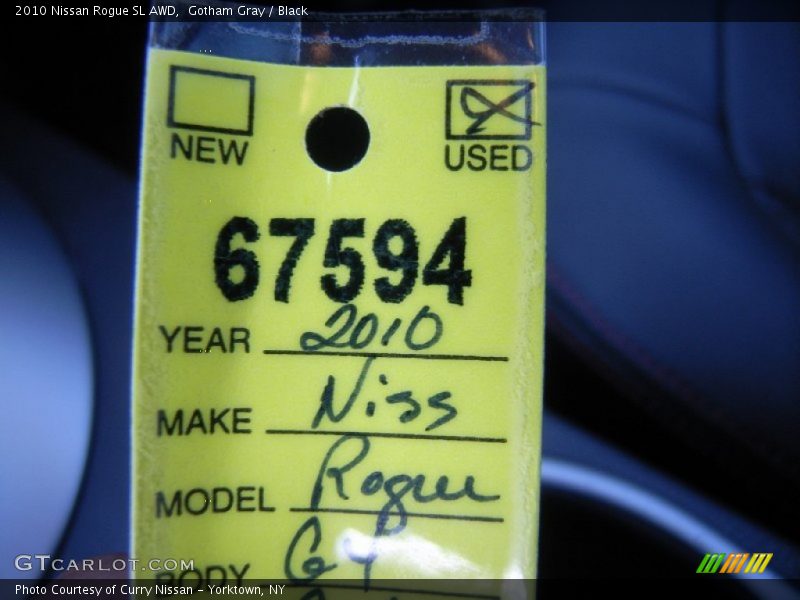 2010 Nissan Rogue SL AWD,  Gotham Gray / Black
NEW USED
67594
YEAR 2010
MAKE Niss
MODEL Rogue
BODY
GTCARLOT.COM
Photo Courtesy of Curry Nissan - Yorktown, NY